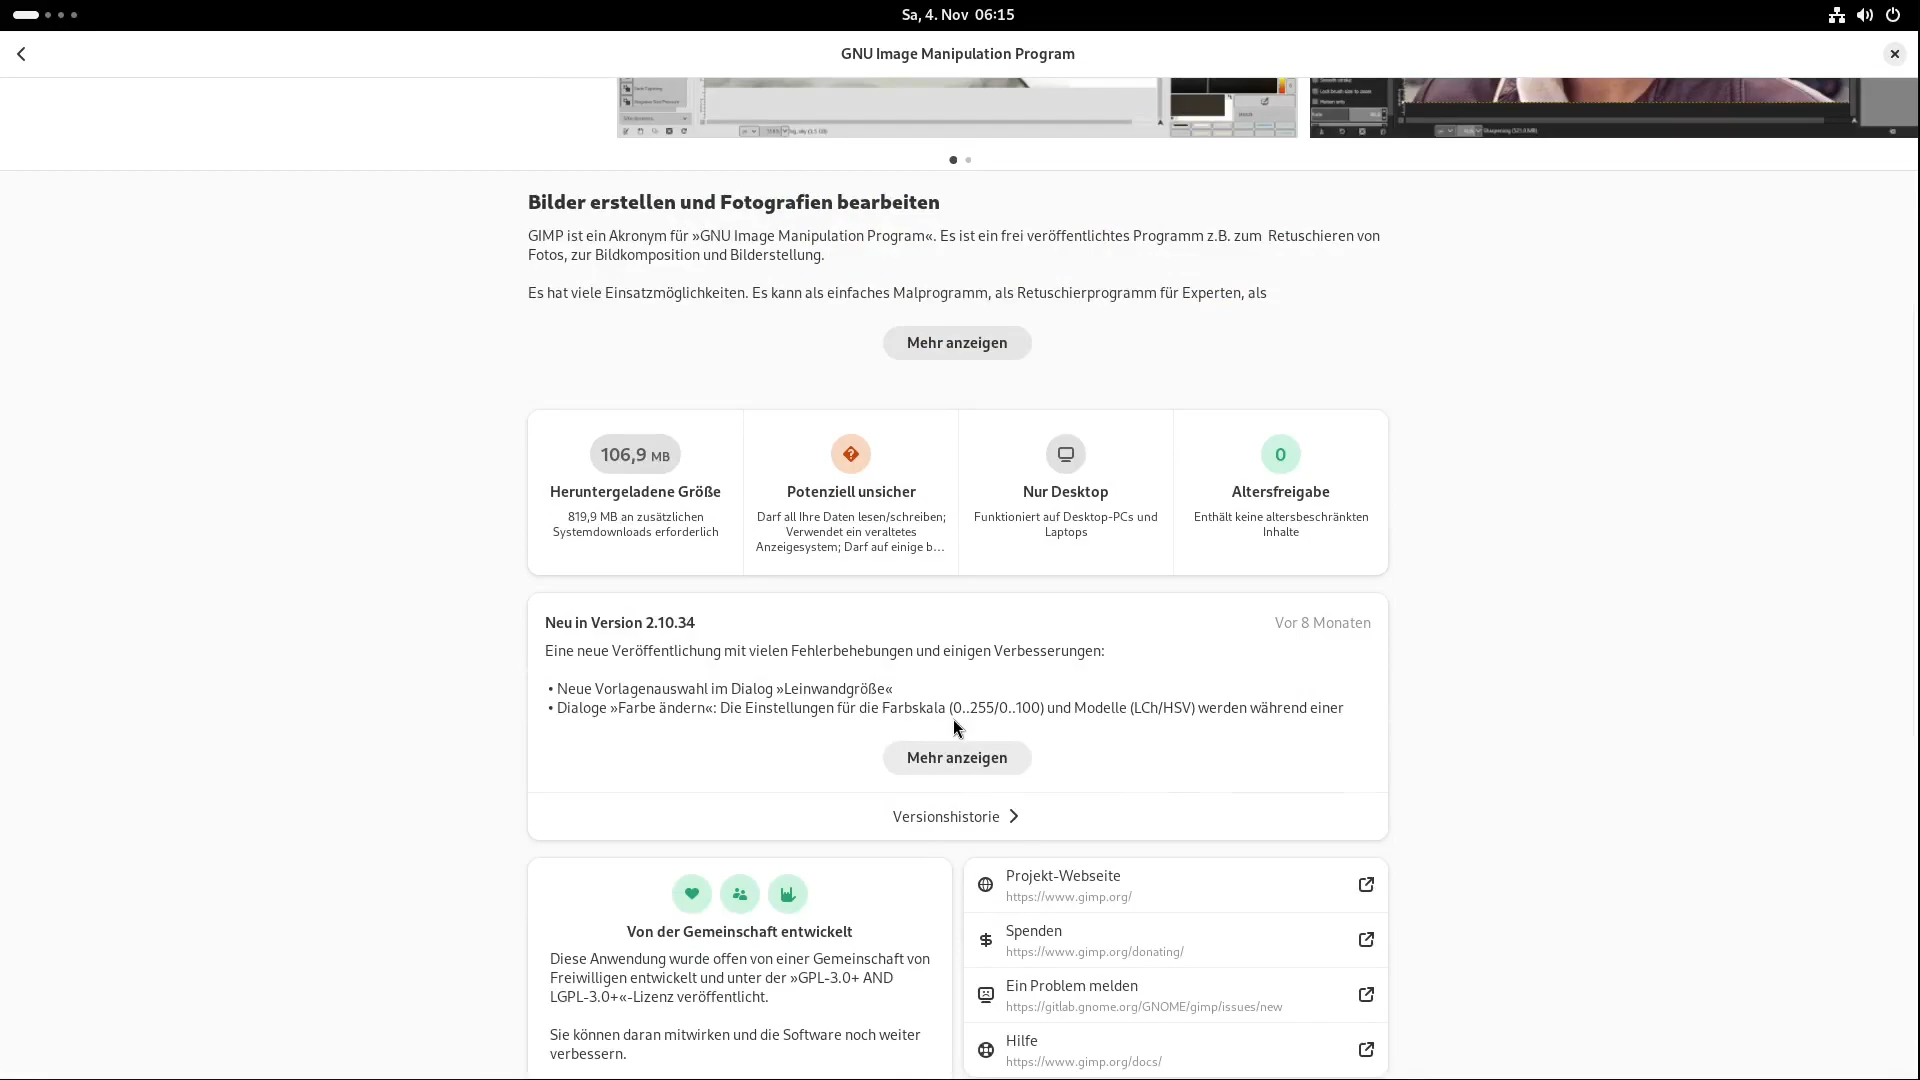 Sa, 4. Nov 06:15
GNU Image Manipulation Program
Bilder erstellen und Fotografien bearbeiten
GIMP ist ein Akronym für »GNU Image Manipulation Program«. Es ist ein frei veröffentlichtes Programm z.B. zum  Retuschieren von
Fotos, zur Bildkomposition und Bilderstellung.
Es hat viele Einsatzmöglichkeiten. Es kann als einfaches Malprogramm, als Retuschierprogramm für Experten, als
Mehr anzeigen
106,9 MB
Heruntergeladene Größe
819,9 MB an zusätzlichen
Systemdownloads erforderlich
Potenziell unsicher
Darf all Ihre Daten lesen/schreiben;
Verwendet ein veraltetes
Anzeigesystem; Darf auf einige b…
Nur Desktop
Funktioniert auf Desktop-PCs und
Laptops
0
Altersfreigabe
Enthält keine altersbeschränkten
Inhalte
Neu in Version 2.10.34
Vor 8 Monaten
Eine neue Veröffentlichung mit vielen Fehlerbehebungen und einigen Verbesserungen:
• Neue Vorlagenauswahl im Dialog »Leinwandgröße«
• Dialoge »Farbe ändern«: Die Einstellungen für die Farbskala (0..255/0..100) und Modelle (LCh/HSV) werden während einer
Mehr anzeigen
Versionshistorie
Von der Gemeinschaft entwickelt
Diese Anwendung wurde offen von einer Gemeinschaft von
Freiwilligen entwickelt und unter der »GPL-3.0+ AND
LGPL-3.0+«-Lizenz veröffentlicht.
Sie können daran mitwirken und die Software noch weiter
verbessern.
Projekt-Webseite
https://www.gimp.org/
Spenden
https://www.gimp.org/donating/
Ein Problem melden
https://gitlab.gnome.org/GNOME/gimp/issues/new
Hilfe
https://www.gimp.org/docs/